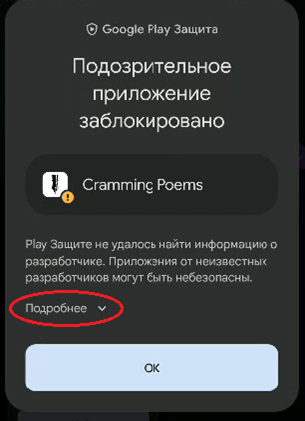 Google Play Защита
Подозрительное
приложение
заблокировано
Cramming Poems
Play Защите не удалось найти информацию о
разработчике. Приложения от неизвестных
разработчиков могут быть небезопасны.
Подробнее
ОК